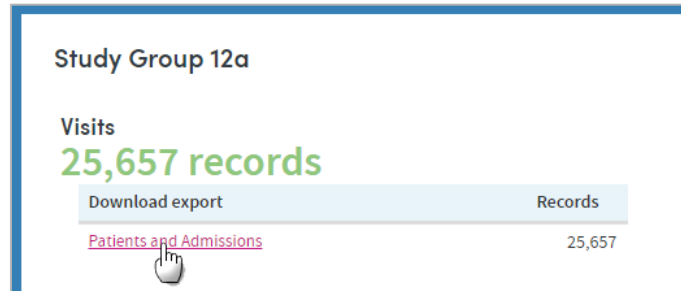 Study Group 12a
Visits
25,657 records
Download export Records
Patients and Admissions 25,657